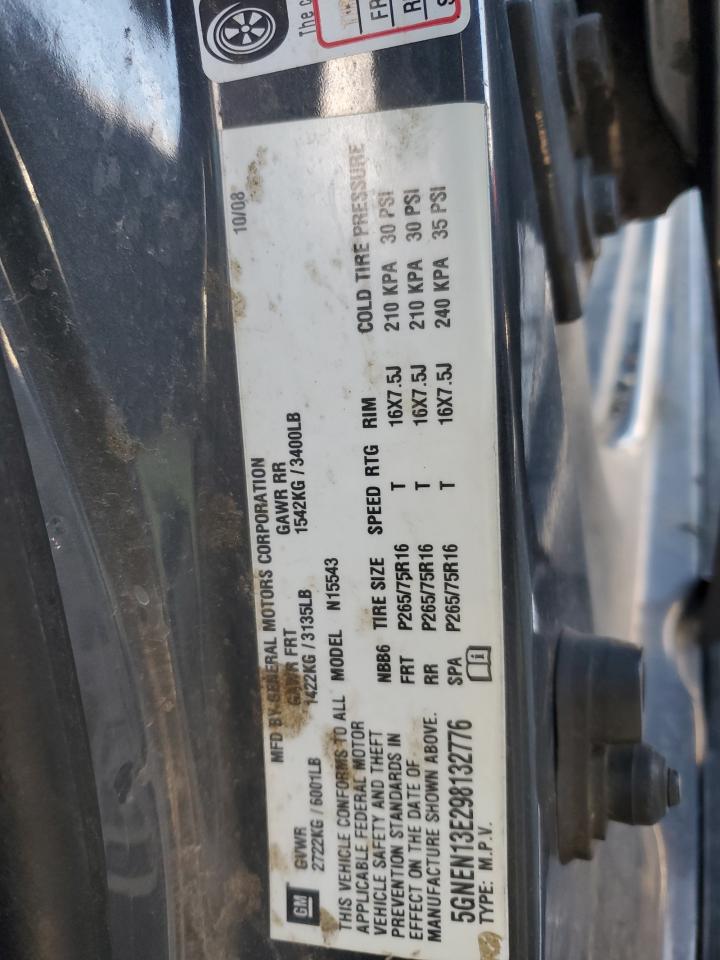 The c
FR
R
S
10/08
MFD BY GENERAL MOTORS CORPORATION
GVWR GAWR FRT GAWR RR
2722KG / 6001LB 1422KG / 3135LB 1542KG / 3400LB
GM
THIS VEHICLE CONFORMS TO ALL
APPLICABLE FEDERAL MOTOR
VEHICLE SAFETY AND THEFT
PREVENTION STANDARDS IN
EFFECT ON THE DATE OF
MANUFACTURE SHOWN ABOVE.
5GNEN13E298132776
TYPE: M.P.V.
MODEL N15543
NBB6 TIRE SIZE SPEED RTG RIM COLD TIRE PRESSURE
FRT P265/75R16 T 16X7.5J 210 KPA 30 PSI
RR P265/75R16 T 16X7.5J 210 KPA 30 PSI
SPA P265/75R16 T 16X7.5J 240 KPA 35 PSI